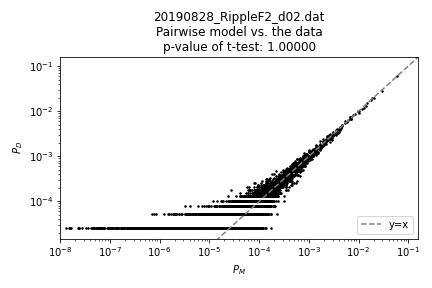 20190828_RippleF2_d02.dat
Pairwise model vs. the data
p-value of t-test: 1.00000
10⁻¹
10⁻²
10⁻³
10⁻⁴
P_D
y=x
10⁻⁸ 10⁻⁷ 10⁻⁶ 10⁻⁵ 10⁻⁴ 10⁻³ 10⁻² 10⁻¹
P_M